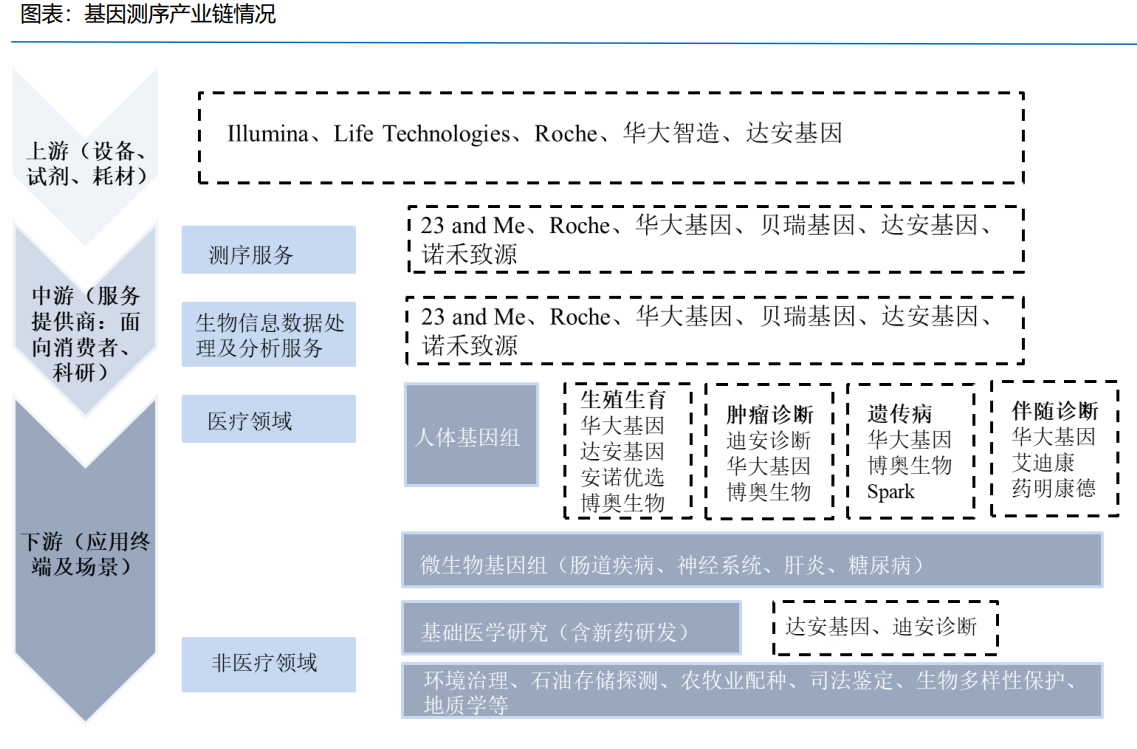 图表：基因测序产业链情况
上游（设备、
试剂、耗材）
Illumina、Life Technologies、Roche、华大智造、达安基因
中游（服务
提供商：面
向消费者、
科研）
测序服务
23 and Me、Roche、华大基因、贝瑞基因、达安基因、
诺禾致源
生物信息数据处
理及分析服务
23 and Me、Roche、华大基因、贝瑞基因、达安基因、
诺禾致源
下游（应用终
端及场景）
医疗领域
人体基因组
生殖生育
华大基因
达安基因
安诺优选
博奥生物
肿瘤诊断
迪安诊断
华大基因
博奥生物
遗传病
华大基因
博奥生物
Spark
伴随诊断
华大基因
艾迪康
药明康德
微生物基因组（肠道疾病、神经系统、肝炎、糖尿病）
基础医学研究（含新药研发）
达安基因、迪安诊断
非医疗领域
环境治理、石油存储探测、农牧业配种、司法鉴定、生物多样性保护、
地质学等